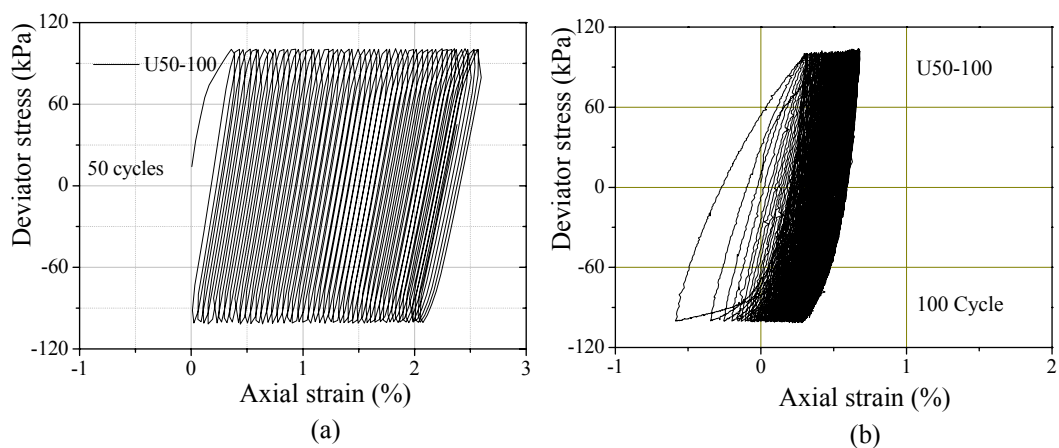 120
60
0
-60
-120
Deviator stress (kPa)
U50-100
50 cycles
-1
0
1
2
3
Axial strain (%)
(a)
120
60
0
-60
-120
Deviator stress (kPa)
U50-100
100 Cycle
-1
0
1
2
Axial strain (%)
(b)